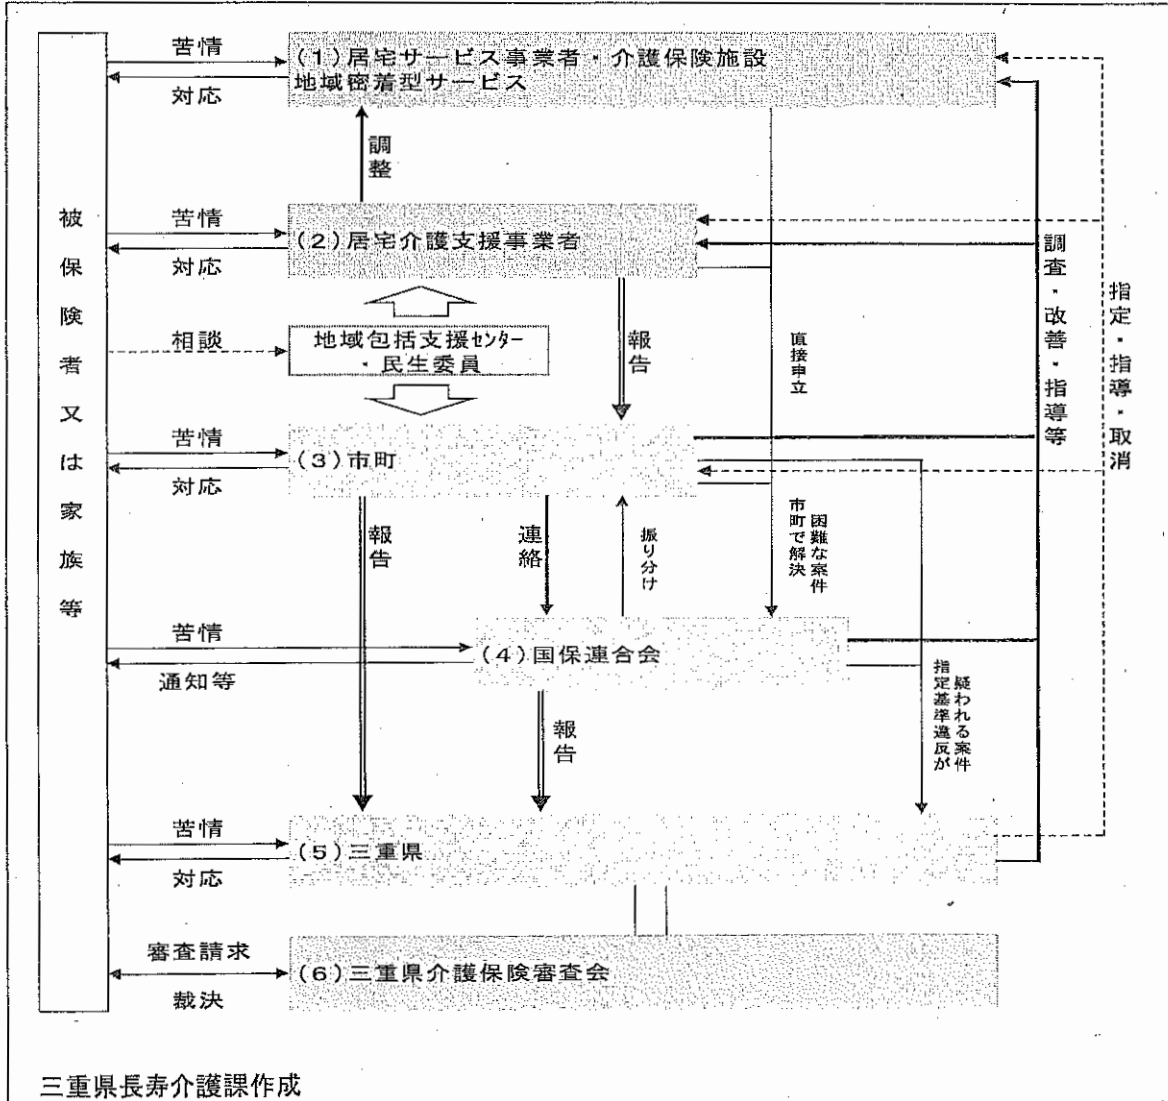 被保険者又は家族等
苦情
対応
(1)居宅サービス事業者・介護保険施設
地域密着型サービス
調整
苦情
対応
(2)居宅介護支援事業者
相談
地域包括支援センター
・民生委員
報告
直接申立
調査・改善・指導等
指定・指導・取消
苦情
対応
(3)市町
報告
連絡
振り分け
市町で解決
困難な案件
苦情
通知等
(4)国保連合会
報告
指定基準違反が
疑われる案件
苦情
対応
(5)三重県
審査請求
裁決
(6)三重県介護保険審査会
三重県長寿介護課作成